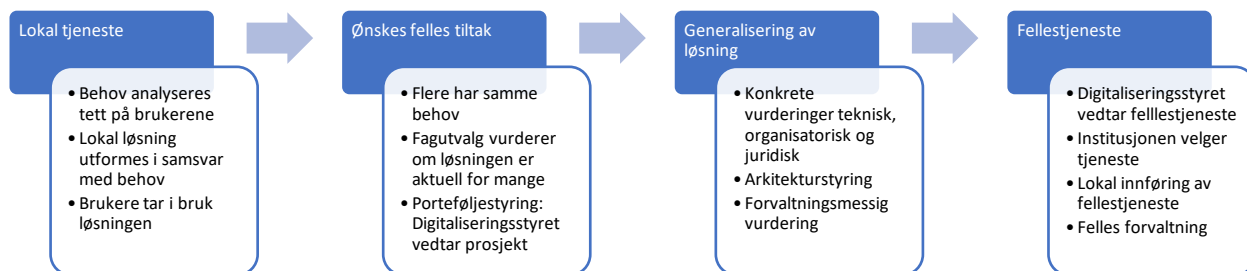 Lokal tjeneste
• Behov analyseres
tett på brukerene
• Lokal løsning
utformes i samsvar
med behov
• Brukere tar i bruk
løsningen
Ønskes felles tiltak
• Flere har samme
behov
• Fagutvalg vurderer
om løsningen er
aktuell for mange
• Porteføljestyring:
Digitaliseringsstyret
vedtar prosjekt
Generalisering av
løsning
• Konkrete
vurderinger teknisk,
organisatorisk og
juridisk
• Arkitekturstyring
• Forvaltningsmessig
vurdering
Fellestjeneste
• Digitaliseringsstyret
vedtar felllestjeneste
• Institusjonen velger
tjeneste
• Lokal innføring av
fellestjeneste
• Felles forvaltning